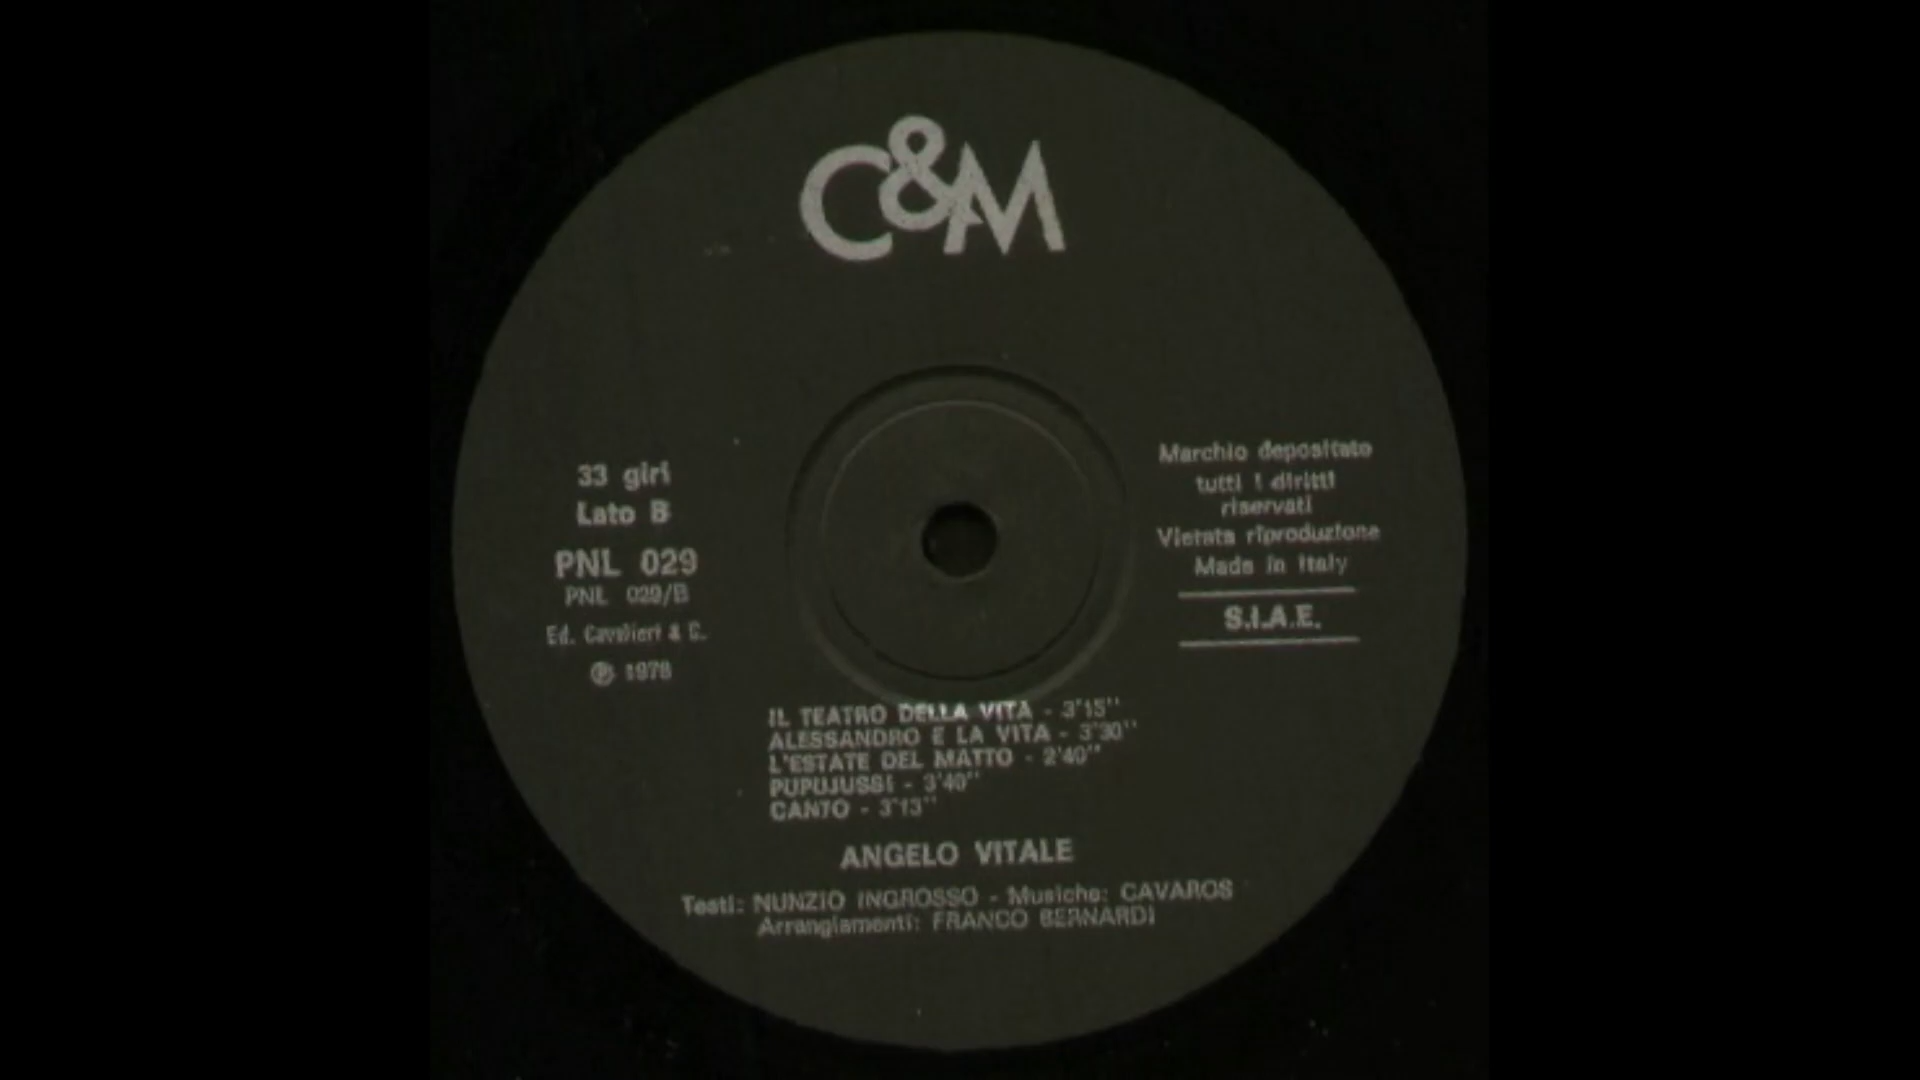 C&M
33 giri
Lato B
PNL 029
PNL 029/B
Ed. Cavalieri & C.
℗ 1978
Marchio depositato
tutti i diritti
riservati
Vietata riproduzione
Made in Italy
S.I.A.E.
IL TEATRO DELLA VITA - 3'15''
ALESSANDRO E LA VITA - 3'30''
L'ESTATE DEL MATTO - 2'40''
PUPUJUSSI - 3'40''
CANTO - 3'13''
ANGELO VITALE
Testi: NUNZIO INGROSSO - Musiche: CAVAROS
Arrangiamenti: FRANCO BERNARDI